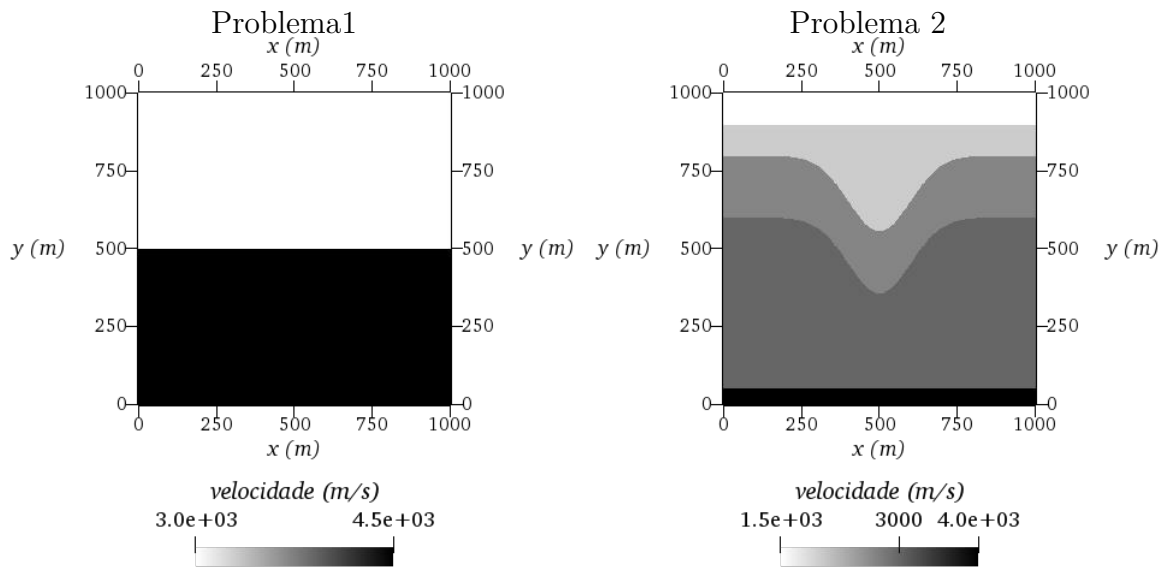 Problema1
x (m)
0 250 500 750 1000
1000 1000
750 750
y (m) 500 500 y (m)
250 250
0 0
0 250 500 750 1000
x (m)
velocidade (m/s)
3.0e+03 4.5e+03
Problema 2
x (m)
0 250 500 750 1000
1000 1000
750 750
y (m) 500 500 y (m)
250 250
0 0
0 250 500 750 1000
x (m)
velocidade (m/s)
1.5e+03 3000 4.0e+03